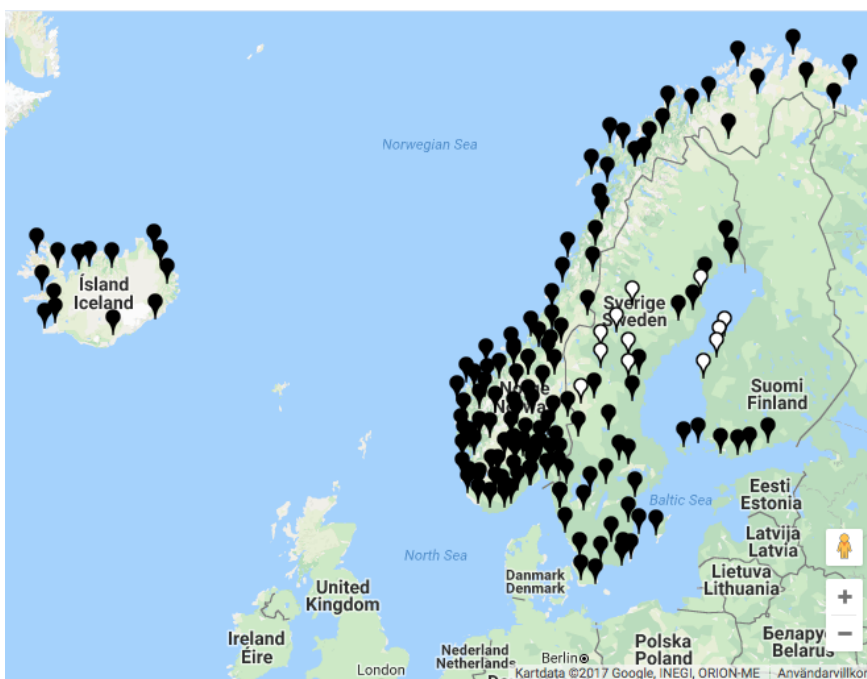 Norwegian Sea
Ísland
Iceland
Sverige
Sweden
Norge
Norway
Suomi
Finland
Eesti
Estonia
Baltic Sea
Latvija
Latvia
North Sea
Danmark
Denmark
Lietuva
Lithuania
United
Kingdom
Ireland
Éire
Nederland
Netherlands
Berlin
Polska
Poland
Беларус
Belarus
London
Kartdata ©2017 Google, INEGI, ORION-ME
Användarvillkor
+
−